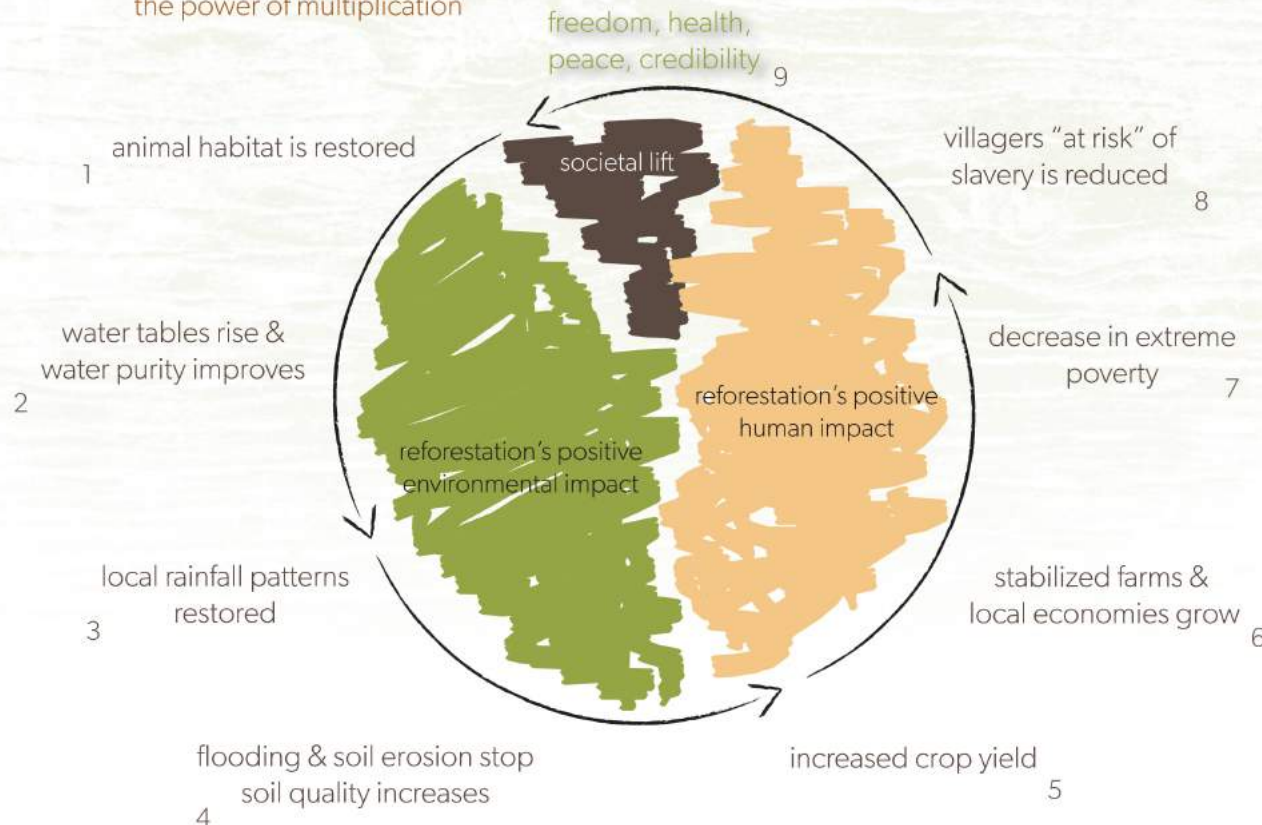 the power of multiplication
freedom, health,
peace, credibility
9
societal lift
animal habitat is restored
1
water tables rise &
water purity improves
2
local rainfall patterns
restored
3
flooding & soil erosion stop
soil quality increases
4
increased crop yield
5
stabilized farms &
local economies grow
6
decrease in extreme
poverty
7
villagers “at risk” of
slavery is reduced
8
reforestation’s positive
environmental impact
reforestation’s positive
human impact